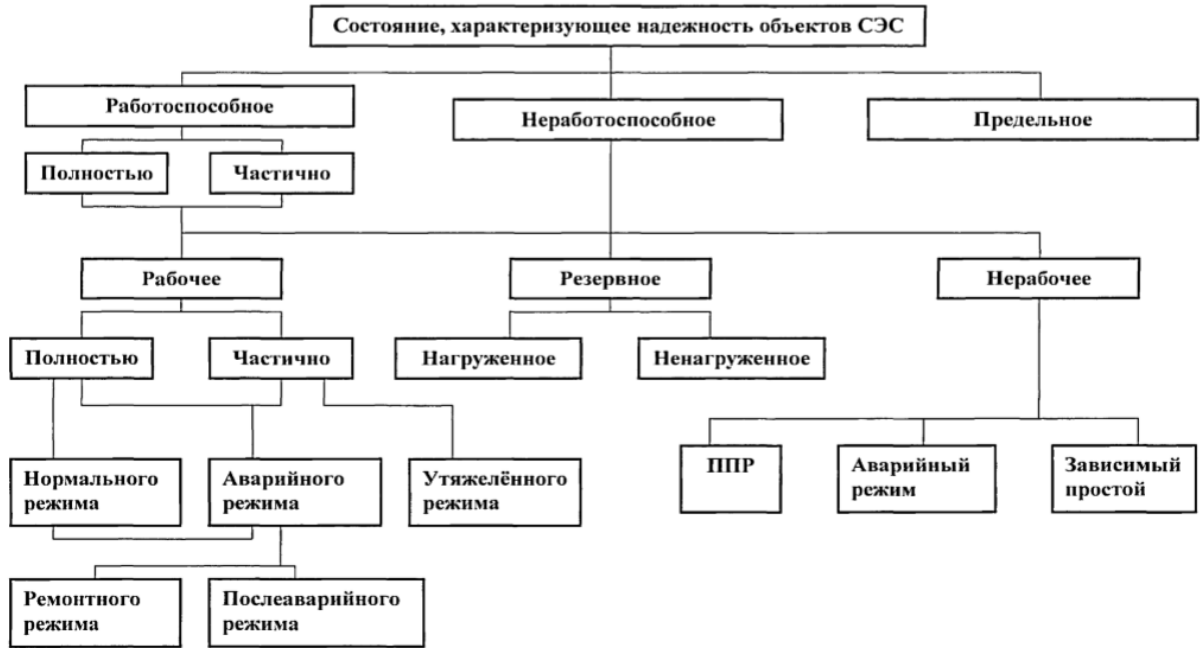 Состояние, характеризующее надежность объектов СЭС
Работоспособное
Неработоспособное
Предельное
Полностью
Частично
Рабочее
Резервное
Нерабочее
Полностью
Частично
Нагруженное
Ненагруженное
Нормального
режима
Аварийного
режима
Утяжелённого
режима
ППР
Аварийный
режим
Зависимый
простой
Ремонтного
режима
Послеаварийного
режима